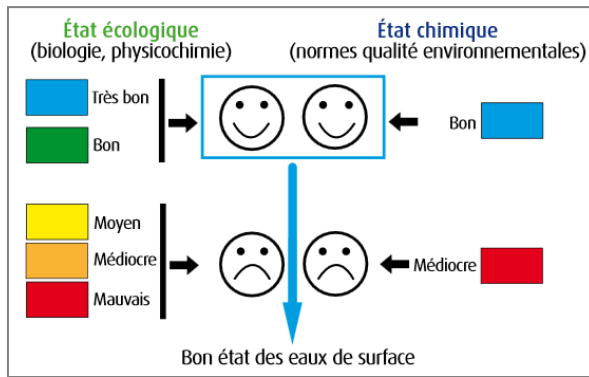 État écologique
(biologie, physicochimie)
État chimique
(normes qualité environnementales)
Très bon
Bon
Bon
Moyen
Médiocre
Mauvais
Médiocre
Bon état des eaux de surface